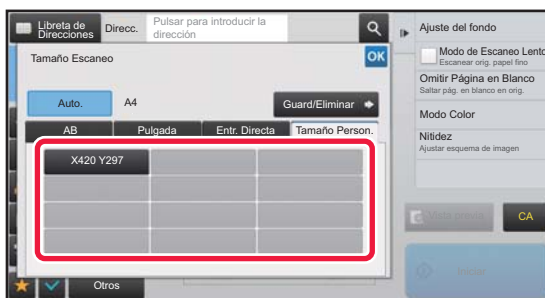 Libreta de
Direcciones
Direcc.
Pulsar para introducir la
dirección
Tamaño Escaneo
OK
Auto.
A4
Guard/Eliminar
AB
Pulgada
Entr. Directa
Tamaño Person.
X420 Y297
Otros
Ajuste del fondo
Modo de Escaneo Lento
Escanear orig. papel fino
Omitir Página en Blanco
Saltar pág. en blanco en orig.
Modo Color
Nitidez
Ajustar esquema de imagen
CA